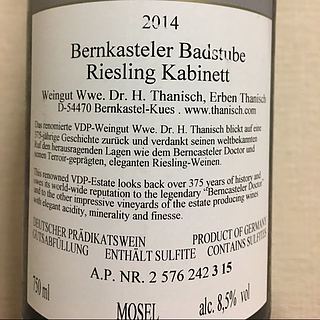 2014
Bernkasteler Badstube
Riesling Kabinett
Weingut Wwe. Dr. H. Thanisch, Erben Thanisch
D-54470 Bernkastel-Kues . www.thanisch.com
Das renomierte VDP-Weingut Wwe. Dr. H. Thanisch blickt auf eine
375-jährige Geschichte zurück und verdankt seinen weltbekannten
Ruf den herausragenden Lagen wie dem Berncasteler Doctor und
seinen Terroir-geprägten, eleganten Riesling-Weinen.
This renowned VDP-Estate looks back over 375 years of history and
owes its world-wide reputation to the legendary "Berncasteler Doctor"
and to the other impressive vineyards of the estate producing wines
with elegant acidity, minerality and finesse.
DEUTSCHER PRÄDIKATSWEIN PRODUCT OF GERMANY
GUTSABFÜLLUNG ENTHÄLT SULFITE CONTAINS SULFITES
A.P. NR. 2 576 242 3 15
750 ml
MOSEL
alc. 8,5% vol